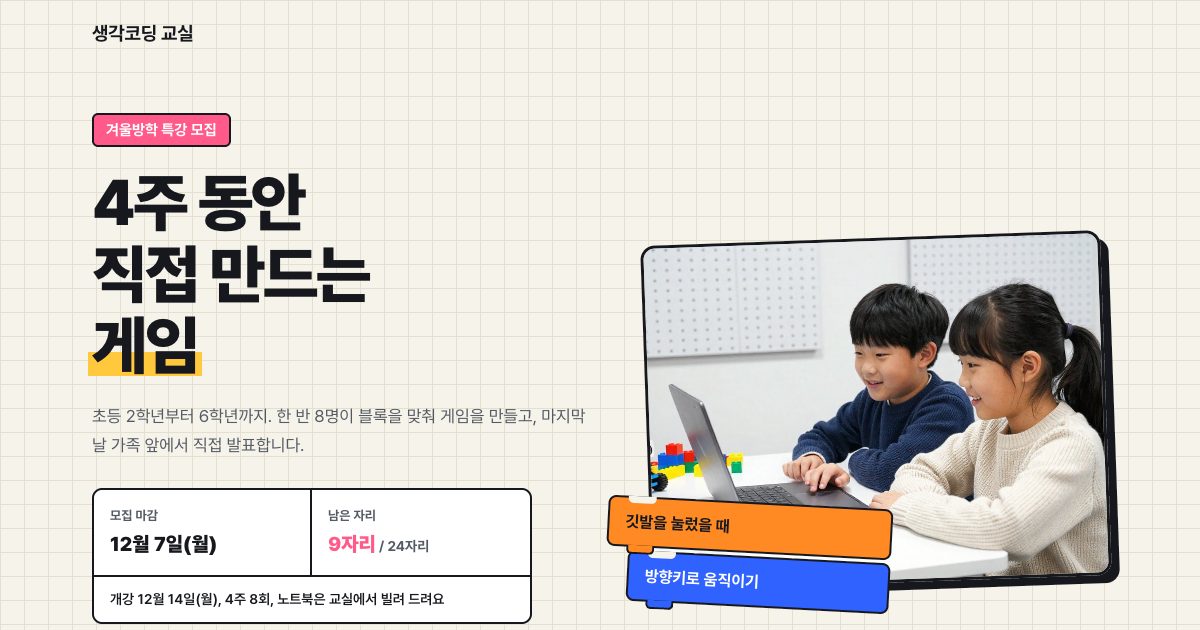 생각코딩 교실
겨울방학 특강 모집
4주 동안
직접 만드는
게임
초등 2학년부터 6학년까지. 한 반 8명이 블록을 맞춰 게임을 만들고, 마지막
날 가족 앞에서 직접 발표합니다.
모집 마감
12월 7일(월)
남은 자리
9자리 / 24자리
개강 12월 14일(월), 4주 8회, 노트북은 교실에서 빌려 드려요
깃발을 눌렀을 때
방향키로 움직이기